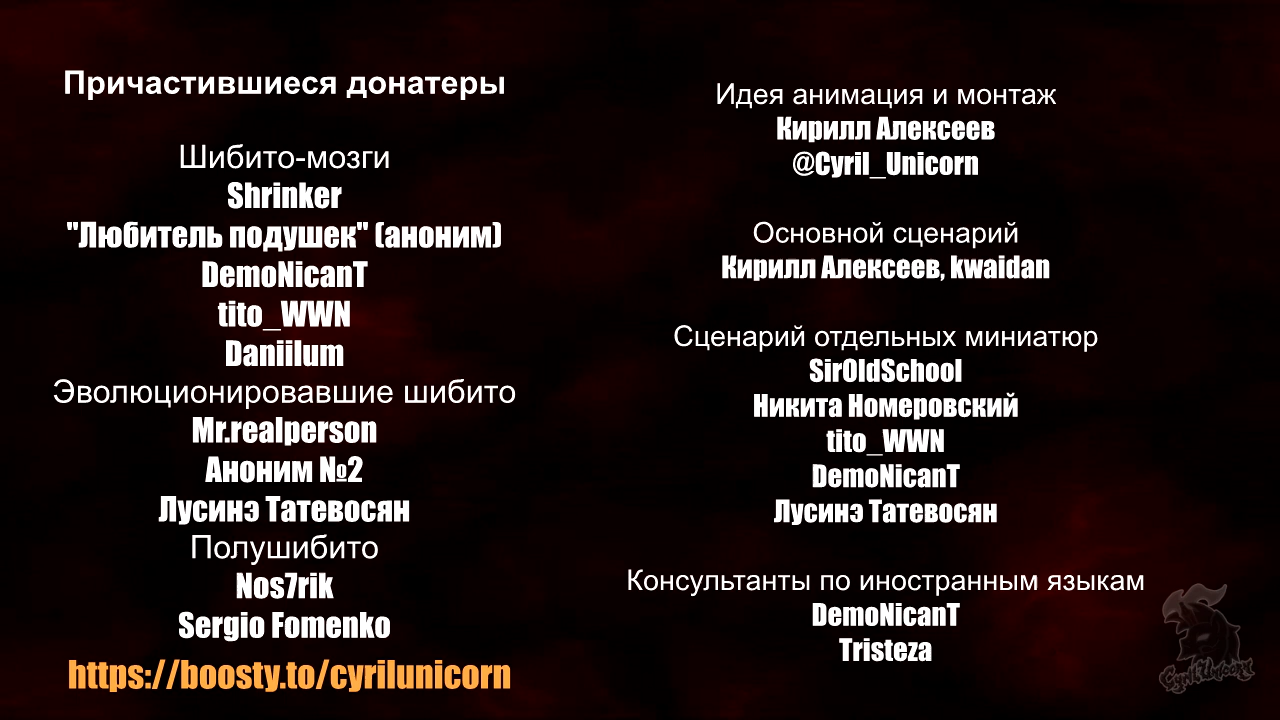 Причастившиеся донатеры
Шибито-мозги
Shrinker
"Любитель подушек" (аноним)
DemoNicanT
tito_WWN
Daniilum
Эволюционировавшие шибито
Mr.realperson
Аноним №2
Лусинэ Татевосян
Полушибито
Nos7rik
Sergio Fomenko
https://boosty.to/cyrilunicorn
Идея анимация и монтаж
Кирилл Алексеев
@Cyril_Unicorn
Основной сценарий
Кирилл Алексеев, kwaidan
Сценарий отдельных миниатюр
SirOldSchool
Никита Номеровский
tito_WWN
DemoNicanT
Лусинэ Татевосян
Консультанты по иностранным языкам
DemoNicanT
Tristeza
CyrilUnicorn